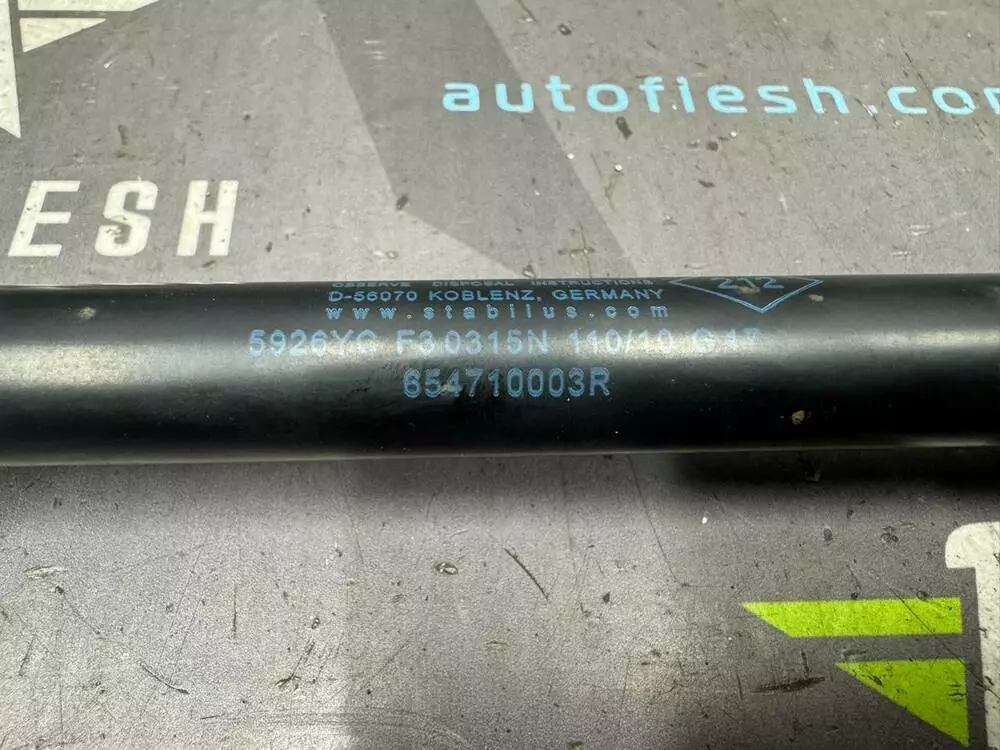 autoflesh.com
ESH
OBSERVE DISPOSAL INSTRUCTIONS
212
D-56070 KOBLENZ, GERMANY
www.stabilus.com
5926YC F3 0315N 110/10 G 17
654710003R